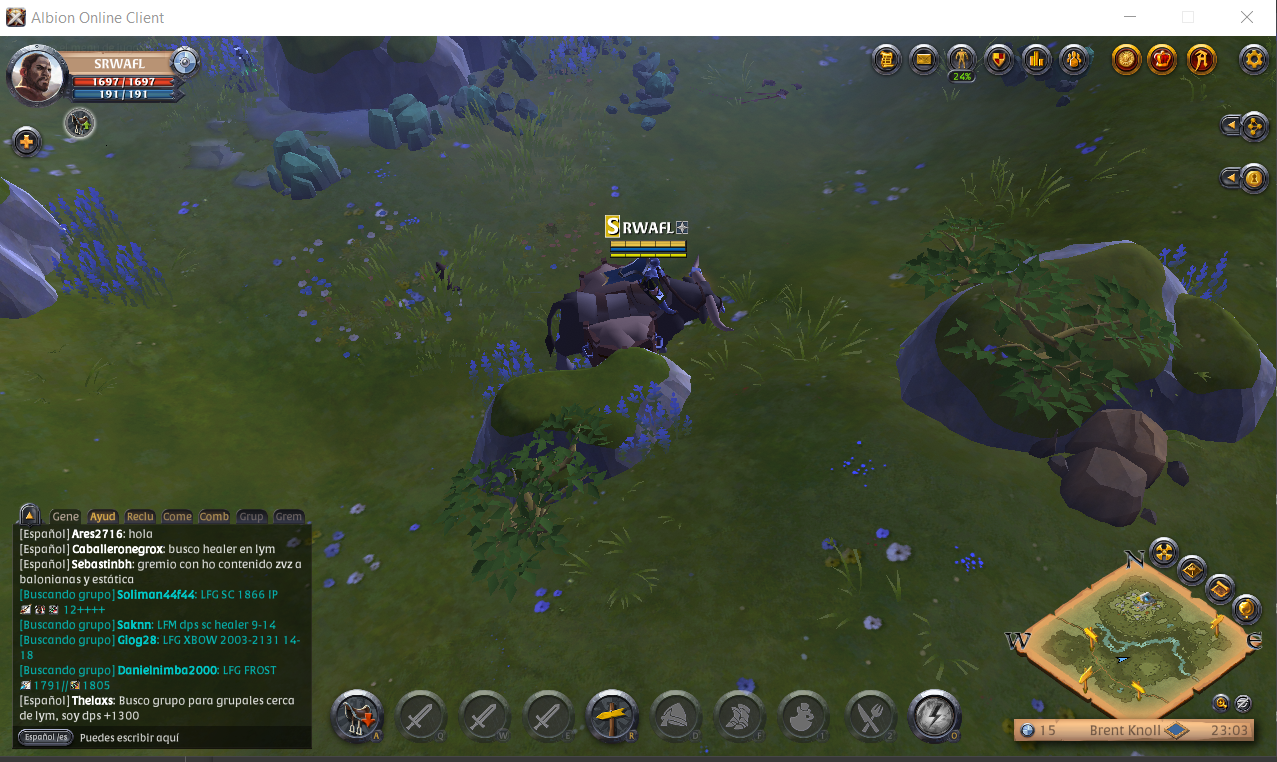 Albion Online Client
SRWAFL
1697 / 1697
191 / 191
24%
SRWAFL
Gene Ayud Reclu Come Comb Grup Grem
[Español] Ares2716: hola
[Español] Caballeronegrox: busco healer en lym
[Español] Sebastinbh: gremio con ho contenido zvz a
balonianas y estática
[Buscando grupo] Soliman44f44: LFG SC 1866 IP
12++++
[Buscando grupo] Saknn: LFM dps sc healer 9-14
[Buscando grupo] Glog28: LFG XBOW 2003-2131 14-
18
[Buscando grupo] Danielnimba2000: LFG FROST
1791// 1805
[Español] Thelaxs: Busco grupo para grupales cerca
de lym, soy dps +1300
Español /es Puedes escribir aquí
A Q W E R D F 1 2 O
N
W E
15 Brent Knoll 23:03